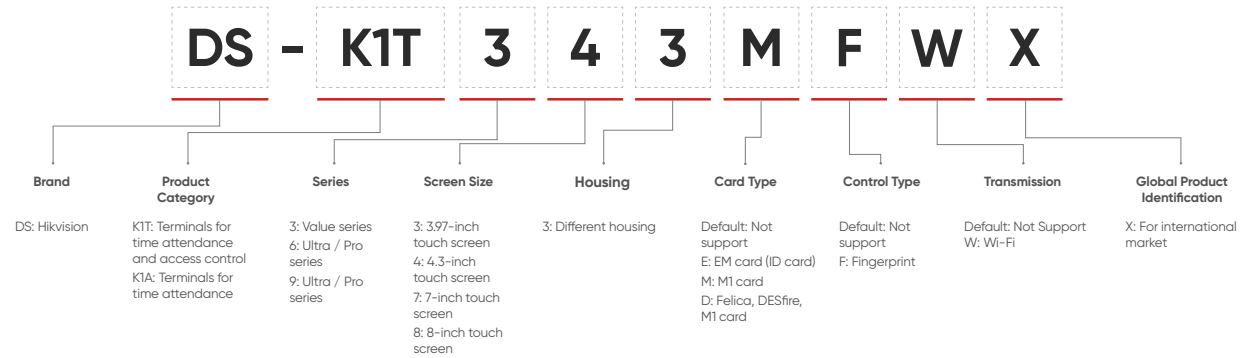 DS - K1T 3 4 3 M F W X
Brand
DS: Hikvision
Product
Category
K1T: Terminals for
time attendance
and access control
K1A: Terminals for
time attendance
Series
3: Value series
6: Ultra / Pro
series
9: Ultra / Pro
series
Screen Size
3: 3.97-inch
touch screen
4: 4.3-inch
touch screen
7: 7-inch touch
screen
8: 8-inch touch
screen
Housing
3: Different housing
Card Type
Default: Not
support
E: EM card (ID card)
M: M1 card
D: Felica, DESfire,
M1 card
Control Type
Default: Not
support
F: Fingerprint
Transmission
Default: Not Support
W: Wi-Fi
Global Product
Identification
X: For international
market